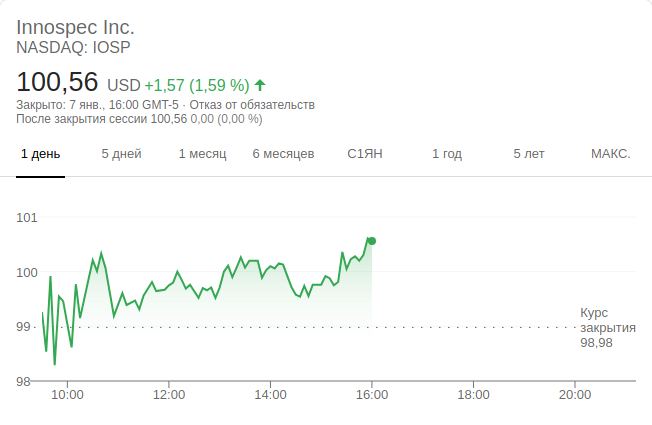 Innospec Inc.
NASDAQ: IOSP
100,56 USD +1,57 (1,59 %)
Закрыто: 7 янв., 16:00 GMT-5 · Отказ от обязательств
После закрытия сессии 100,56 0,00 (0,00 %)
1 день 5 дней 1 месяц 6 месяцев С1ЯН 1 год 5 лет МАКС.
101
100
99
98
Курс
закрытия
98,98
10:00 12:00 14:00 16:00 18:00 20:00